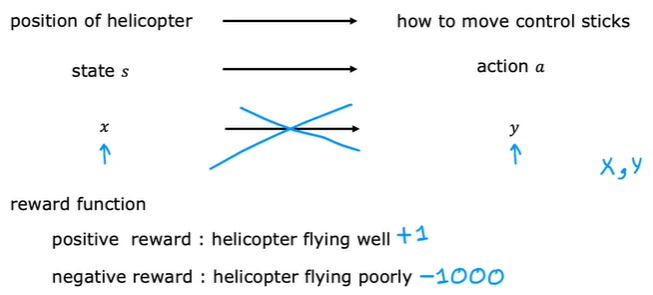 position of helicopter how to move control sticks
state s action a
x y
x, y
reward function
positive reward : helicopter flying well +1
negative reward : helicopter flying poorly -1000